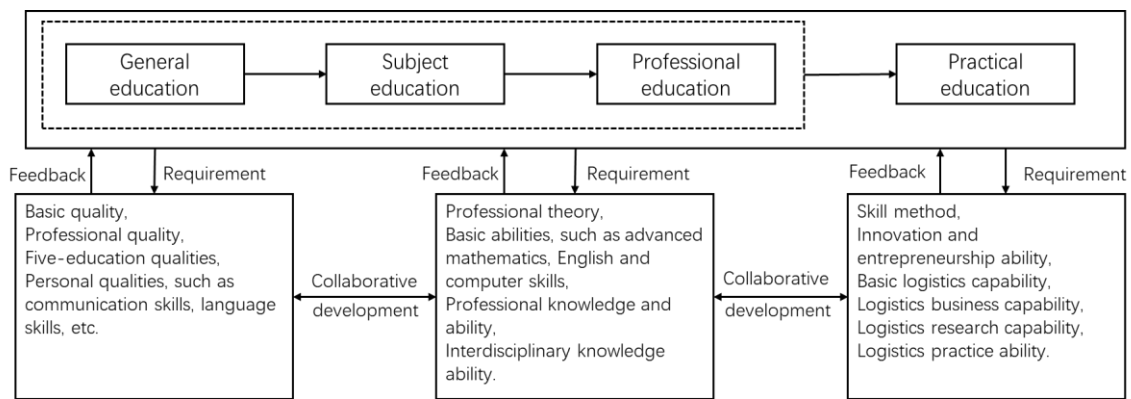 General
education
Subject
education
Professional
education
Practical
education
Feedback
Requirement
Feedback
Requirement
Feedback
Requirement
Basic quality,
Professional quality,
Five-education qualities,
Personal qualities, such as
communication skills, language
skills, etc.
Collaborative
development
Professional theory,
Basic abilities, such as advanced
mathematics, English and
computer skills,
Professional knowledge and
ability,
Interdisciplinary knowledge
ability.
Collaborative
development
Skill method,
Innovation and
entrepreneurship ability,
Basic logistics capability,
Logistics business capability,
Logistics research capability,
Logistics practice ability.